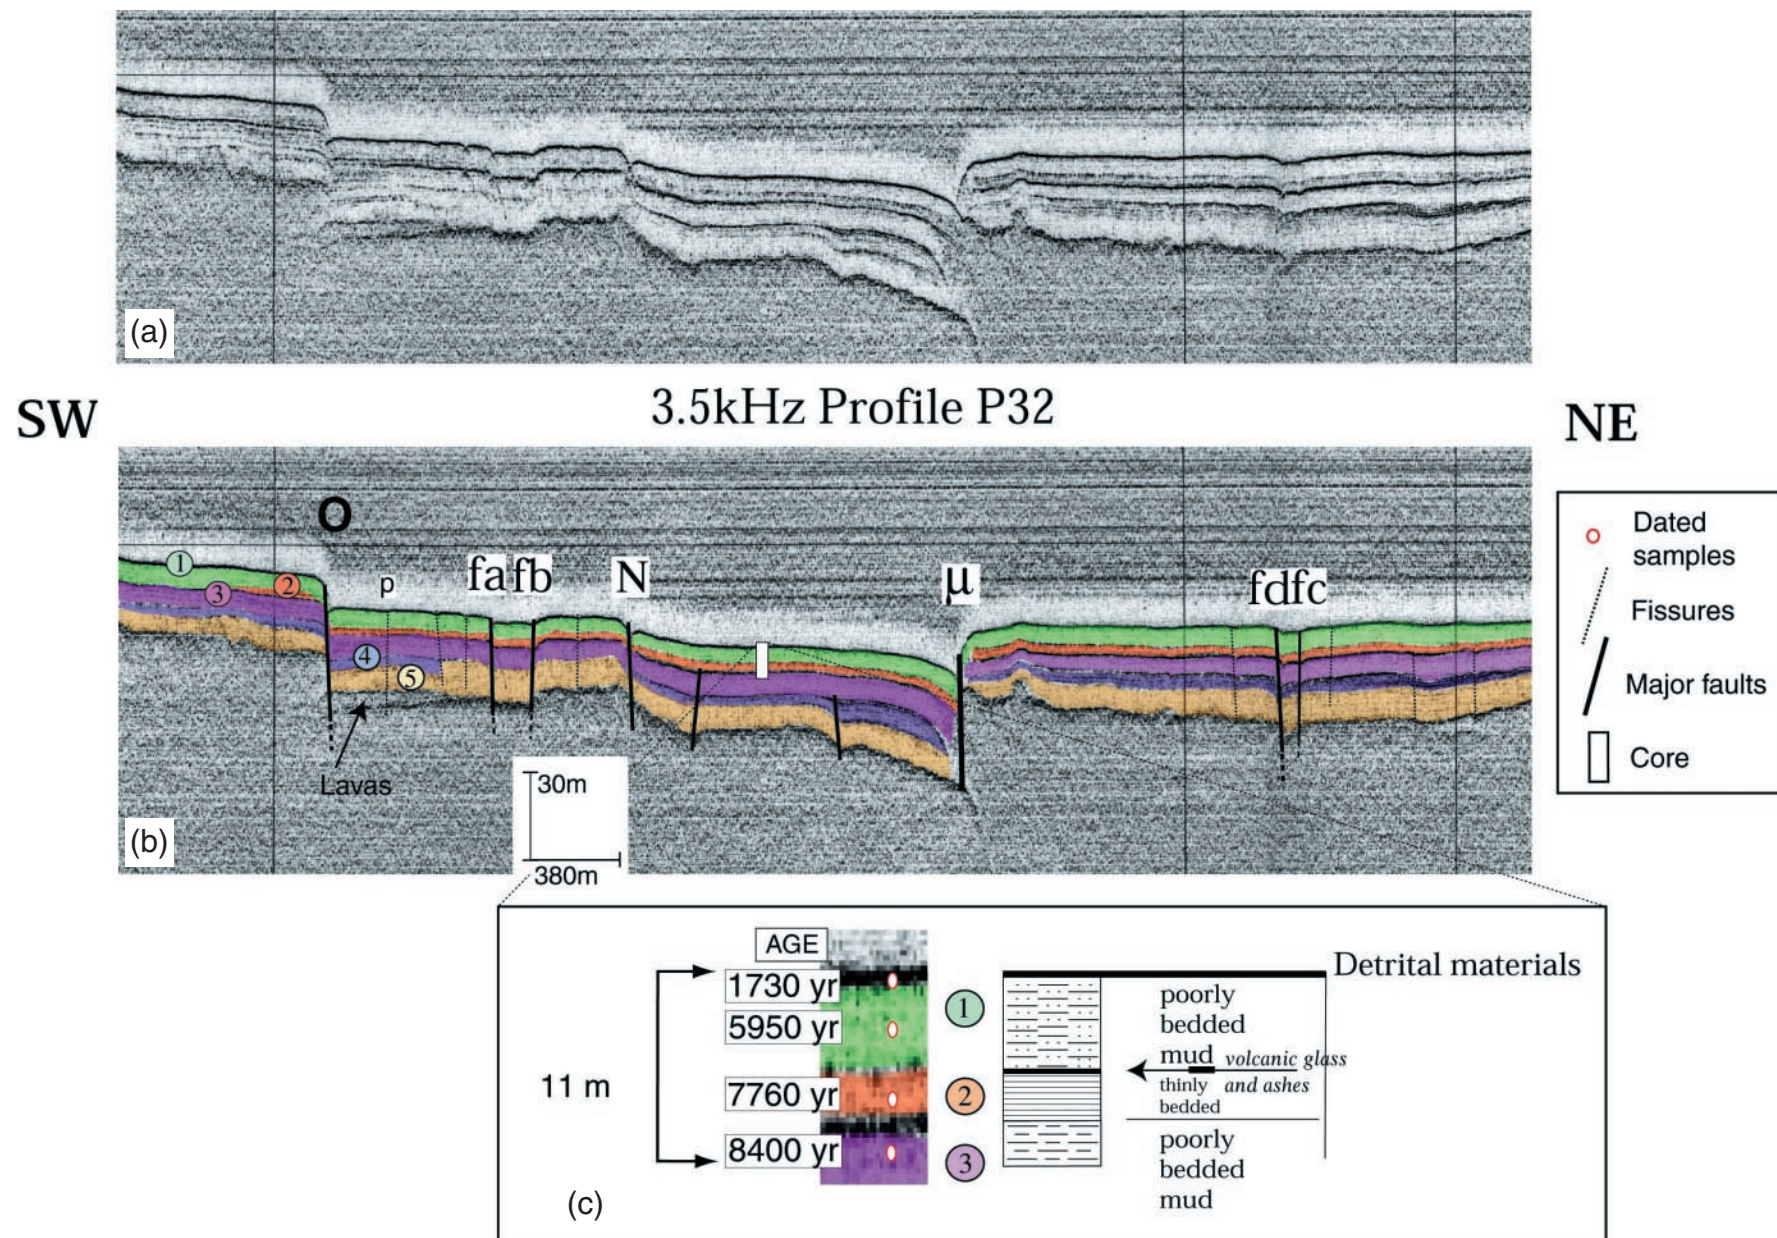 (a)
3.5kHz Profile P32
SW
NE
O
1
2
3
p
fa fb
N
μ
fdfc
4
5
Lavas
30m
380m
(b)
Dated
samples
Fissures
Major faults
Core
AGE
1730 yr
5950 yr
7760 yr
8400 yr
11 m
1
2
3
Detrital materials
poorly
bedded
mud
volcanic glass
and ashes
thinly
bedded
poorly
bedded
mud
(c)